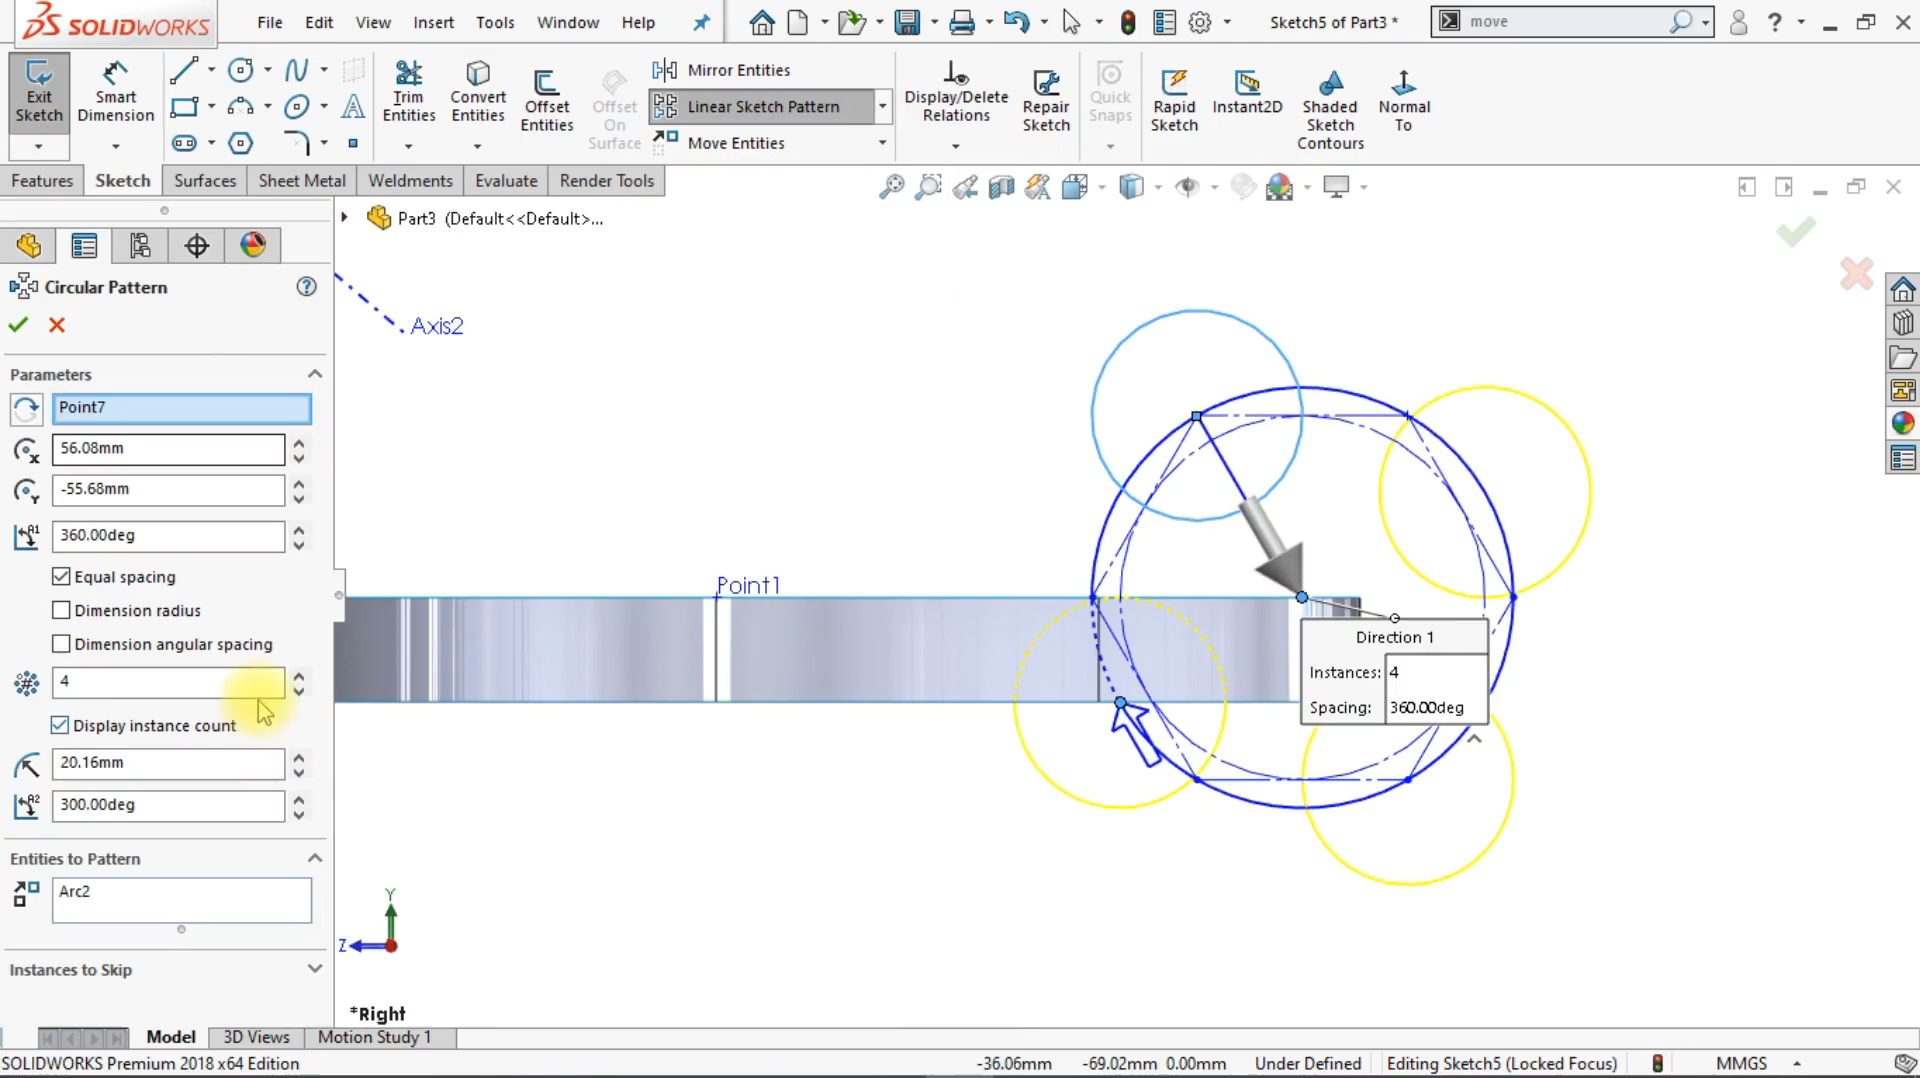 SOLIDWORKS
File Edit View Insert Tools Window Help
Sketch5 of Part3 *
move
?
Exit Sketch
Smart Dimension
Trim Entities
Convert Entities
Offset Entities
Offset On Surface
Mirror Entities
Linear Sketch Pattern
Move Entities
Display/Delete Relations
Repair Sketch
Quick Snaps
Rapid Sketch
Instant2D
Shaded Sketch Contours
Normal To
Features Sketch Surfaces Sheet Metal Weldments Evaluate Render Tools
Part3 (Default<<Default>...
Circular Pattern
Parameters
Point7
56.08mm
-55.68mm
360.00deg
Equal spacing
Dimension radius
Dimension angular spacing
4
Display instance count
20.16mm
300.00deg
Entities to Pattern
Arc2
Instances to Skip
Axis2
Point1
Direction 1
Instances: 4
Spacing: 360.00deg
Y
Z
*Right
Model 3D Views Motion Study 1
SOLIDWORKS Premium 2018 x64 Edition
-36.06mm -69.02mm 0.00mm Under Defined Editing Sketch5 (Locked Focus) MMGS